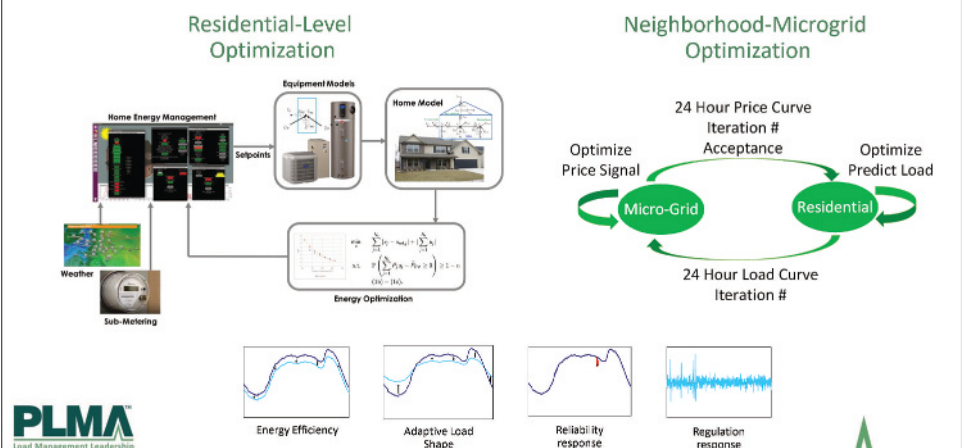 Residential-Level
Optimization
Neighborhood-Microgrid
Optimization
Equipment Models
Home Energy Management
Home Model
Setpoints
24 Hour Price Curve
Iteration #
Acceptance
Optimize
Price Signal
Optimize
Predict Load
Micro-Grid
Residential
24 Hour Load Curve
Iteration #
Weather
Sub-Metering
Energy Optimization
Energy Efficiency
Adaptive Load
Shape
Reliability
response
Regulation
response
PLMA™
Load Management Leadership